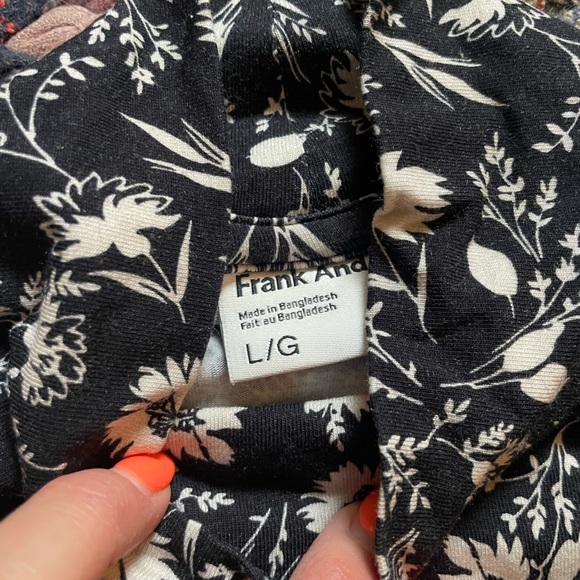 Frank And
Made in Bangladesh
Fait au Bangladesh
L/G